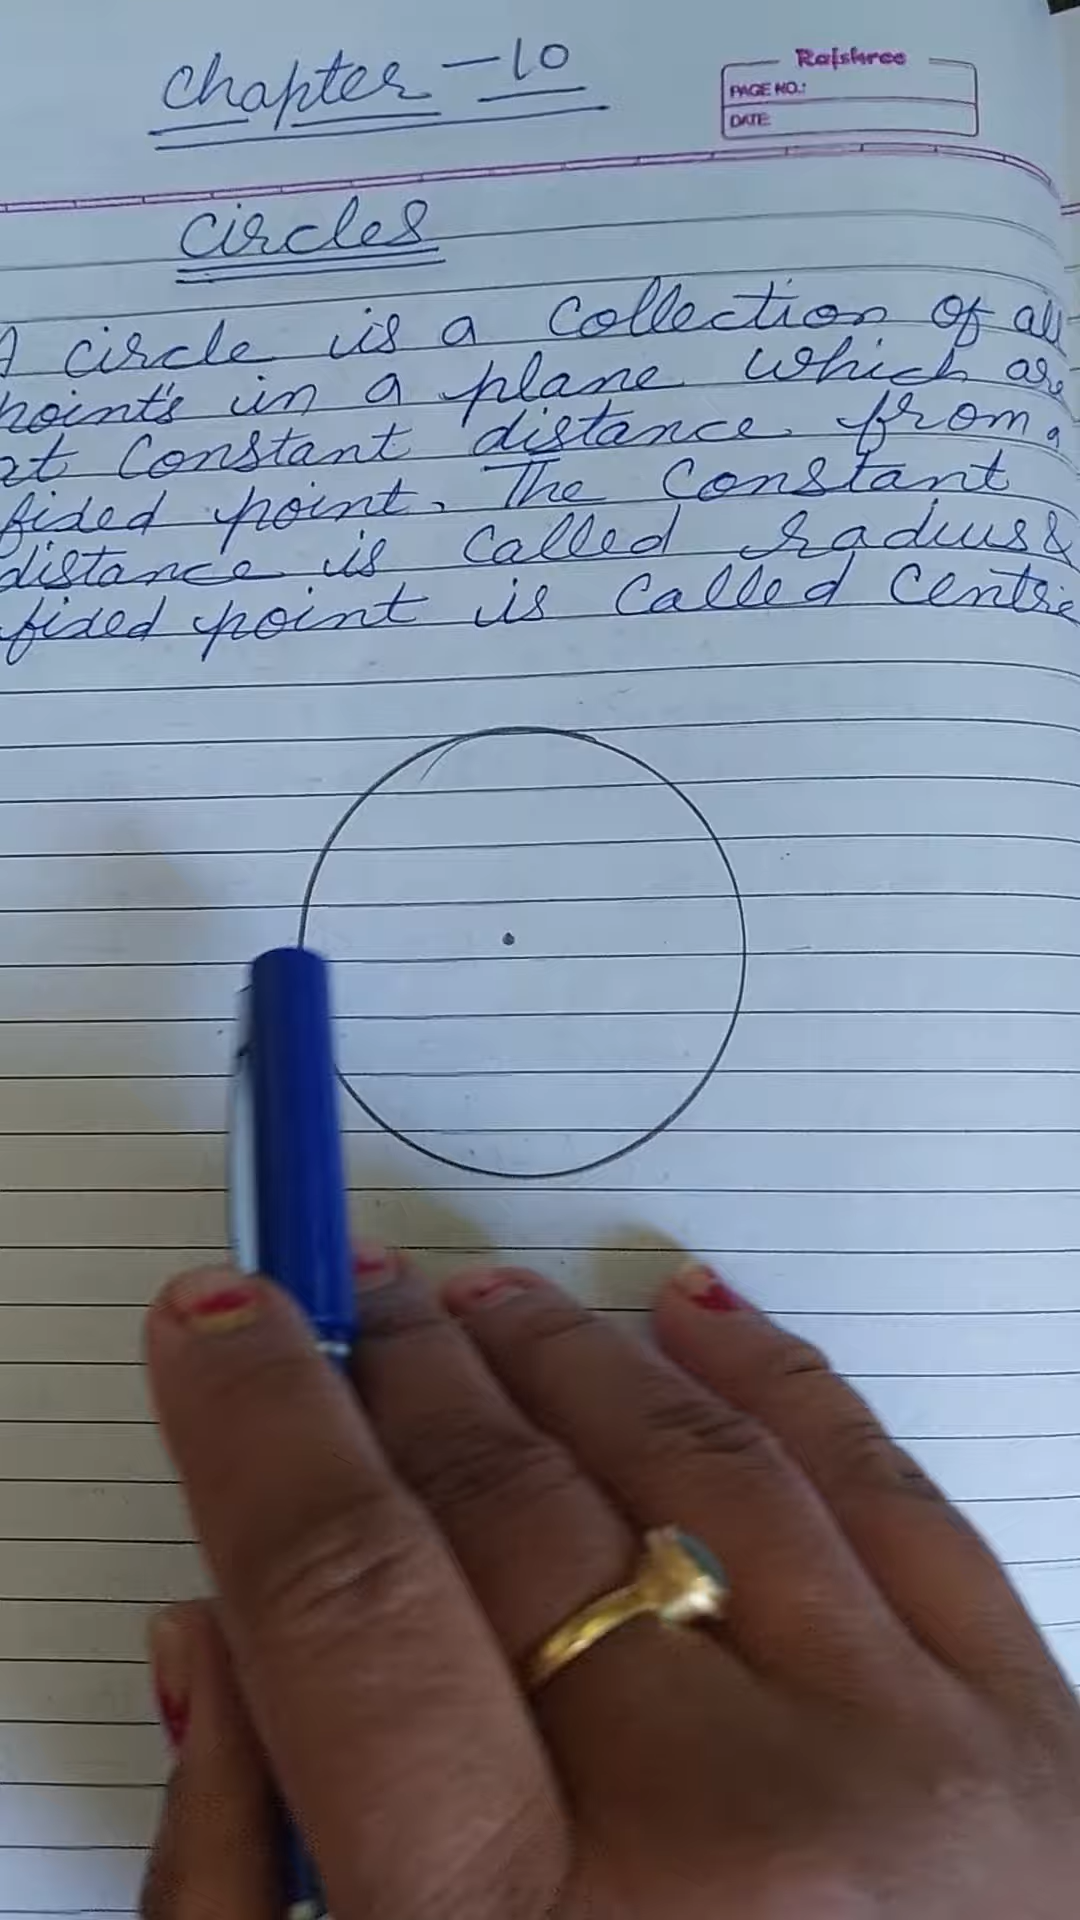 Chapter - 10
Rajshree
PAGE NO.:
DATE
Circles
A circle is a collection of all
points in a plane which are
at constant distance from a
fixed point. The constant
distance is called radius &
fixed point is called centre